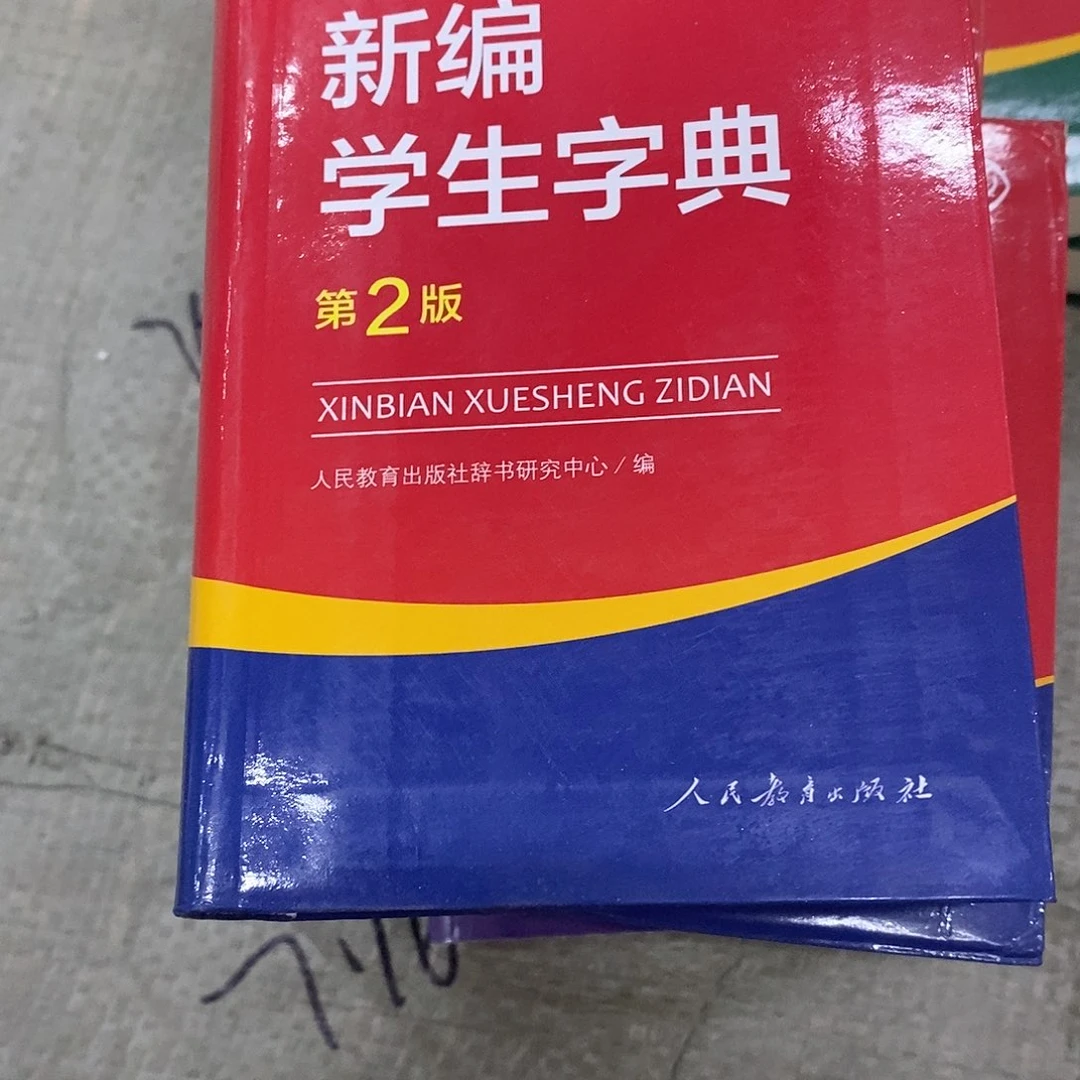 新编
学生字典
第2版
XINBIAN XUESHENG ZIDIAN
人民教育出版社辞书研究中心／编
人民教育出版社